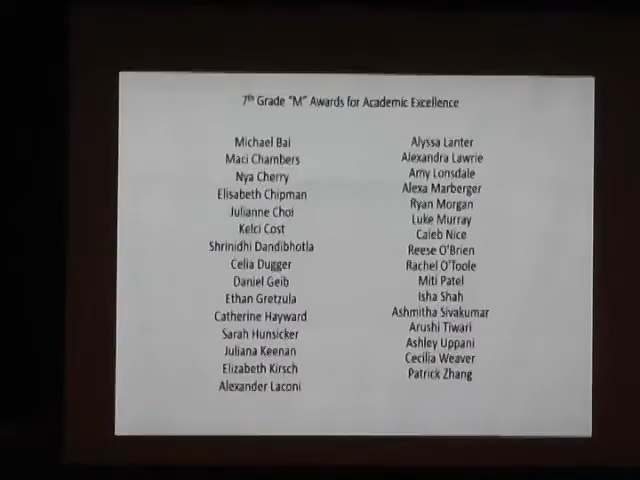 7th Grade "M" Awards for Academic Excellence
Michael Bai
Maci Chambers
Nya Cherry
Elisabeth Chipman
Julianne Choi
Kelci Cost
Shrinidhi Dandibhotla
Celia Dugger
Daniel Geib
Ethan Gretzula
Catherine Hayward
Sarah Hunsicker
Juliana Keenan
Elizabeth Kirsch
Alexander Laconi
Alyssa Lanter
Alexandra Lawrie
Amy Lonsdale
Alexa Marberger
Ryan Morgan
Luke Murray
Caleb Nice
Reese O'Brien
Rachel O'Toole
Miti Patel
Isha Shah
Ashmitha Sivakumar
Arushi Tiwari
Ashley Uppani
Cecilia Weaver
Patrick Zhang